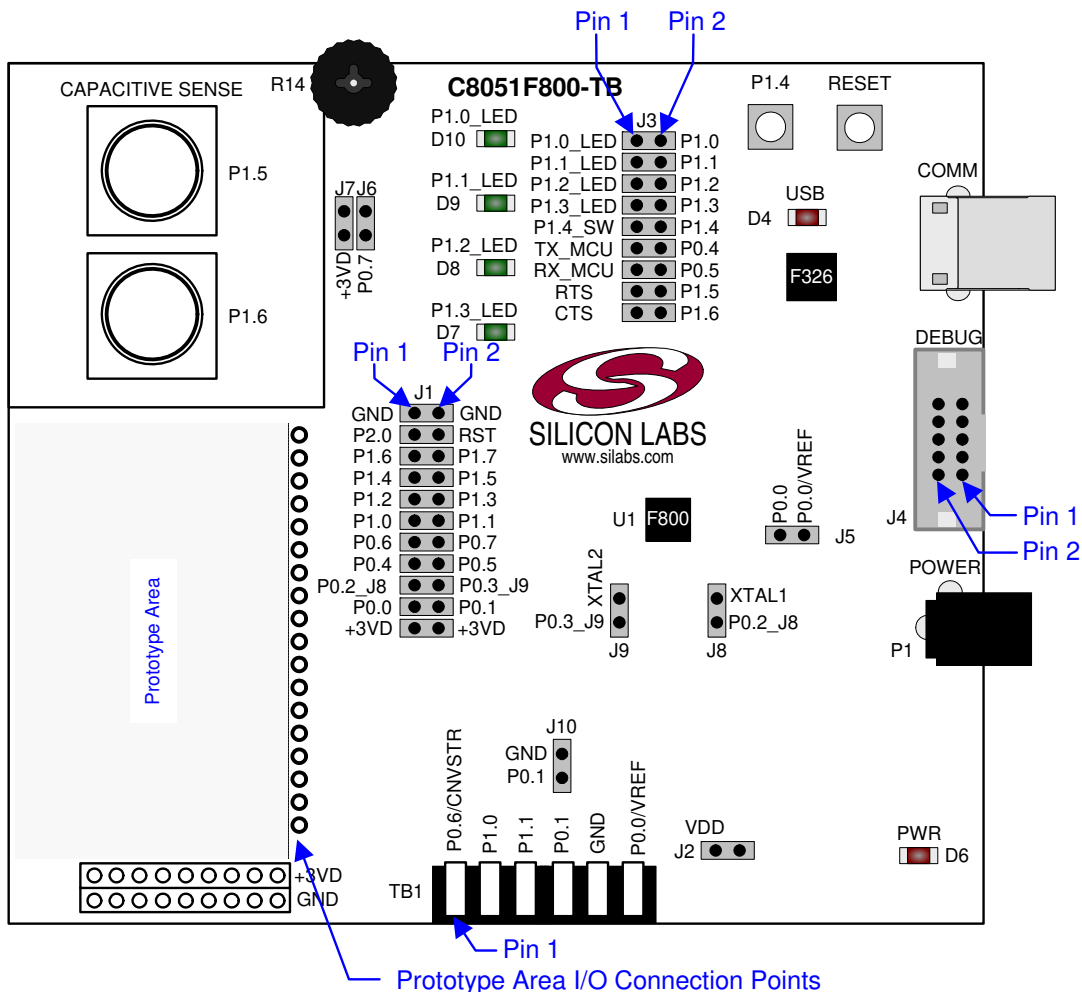 Pin 1 Pin 2
CAPACITIVE SENSE
R14
C8051F800-TB
P1.4 RESET
P1.5
P1.6
J7 J6
+3VD P0.7
P1.0_LED
D10
P1.1_LED
D9
P1.2_LED
D8
P1.3_LED
D7
J3
P1.0_LED P1.0
P1.1_LED P1.1
P1.2_LED P1.2
P1.3_LED P1.3
P1.4_SW P1.4
TX_MCU P0.4
RX_MCU P0.5
RTS P1.5
CTS P1.6
USB
D4
F326
COMM
DEBUG
J4
Pin 1
Pin 2
Pin 1 Pin 2
J1
GND GND
P2.0 RST
P1.6 P1.7
P1.4 P1.5
P1.2 P1.3
P1.0 P1.1
P0.6 P0.7
P0.4 P0.5
P0.2_J8 P0.3_J9
P0.0 P0.1
+3VD +3VD
SILICON LABS
www.silabs.com
U1 F800
P0.0 P0.0/VREF
J5
XTAL2
P0.3_J9
J9
XTAL1
P0.2_J8
J8
POWER
P1
Prototype Area
J10
GND
P0.1
P0.6/CNVSTR
P1.0
P1.1
P0.1
GND
P0.0/VREF
TB1
VDD
J2
PWR
D6
+3VD
GND
Pin 1
Prototype Area I/O Connection Points